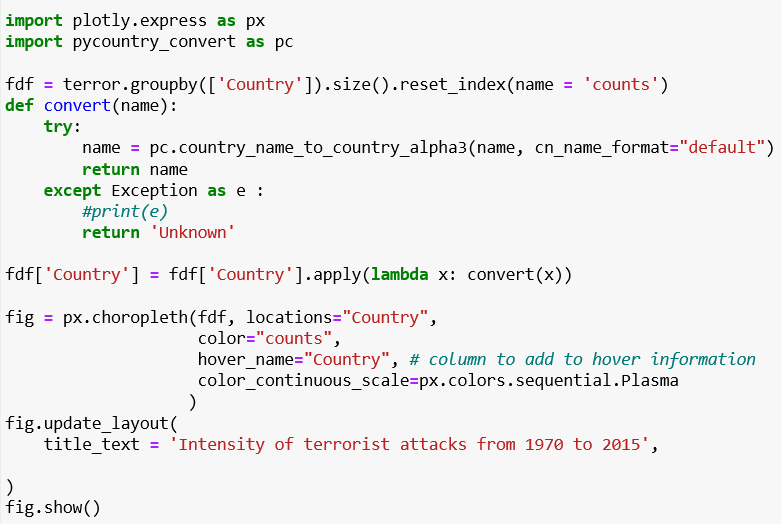 import plotly.express as px
import pycountry_convert as pc

fdf = terror.groupby(['Country']).size().reset_index(name = 'counts')
def convert(name):
    try:
        name = pc.country_name_to_country_alpha3(name, cn_name_format="default")
        return name
    except Exception as e :
        #print(e)
        return 'Unknown'

fdf['Country'] = fdf['Country'].apply(lambda x: convert(x))

fig = px.choropleth(fdf, locations="Country",
                    color="counts",
                    hover_name="Country", # column to add to hover information
                    color_continuous_scale=px.colors.sequential.Plasma
                   )
fig.update_layout(
    title_text = 'Intensity of terrorist attacks from 1970 to 2015',

)
fig.show()